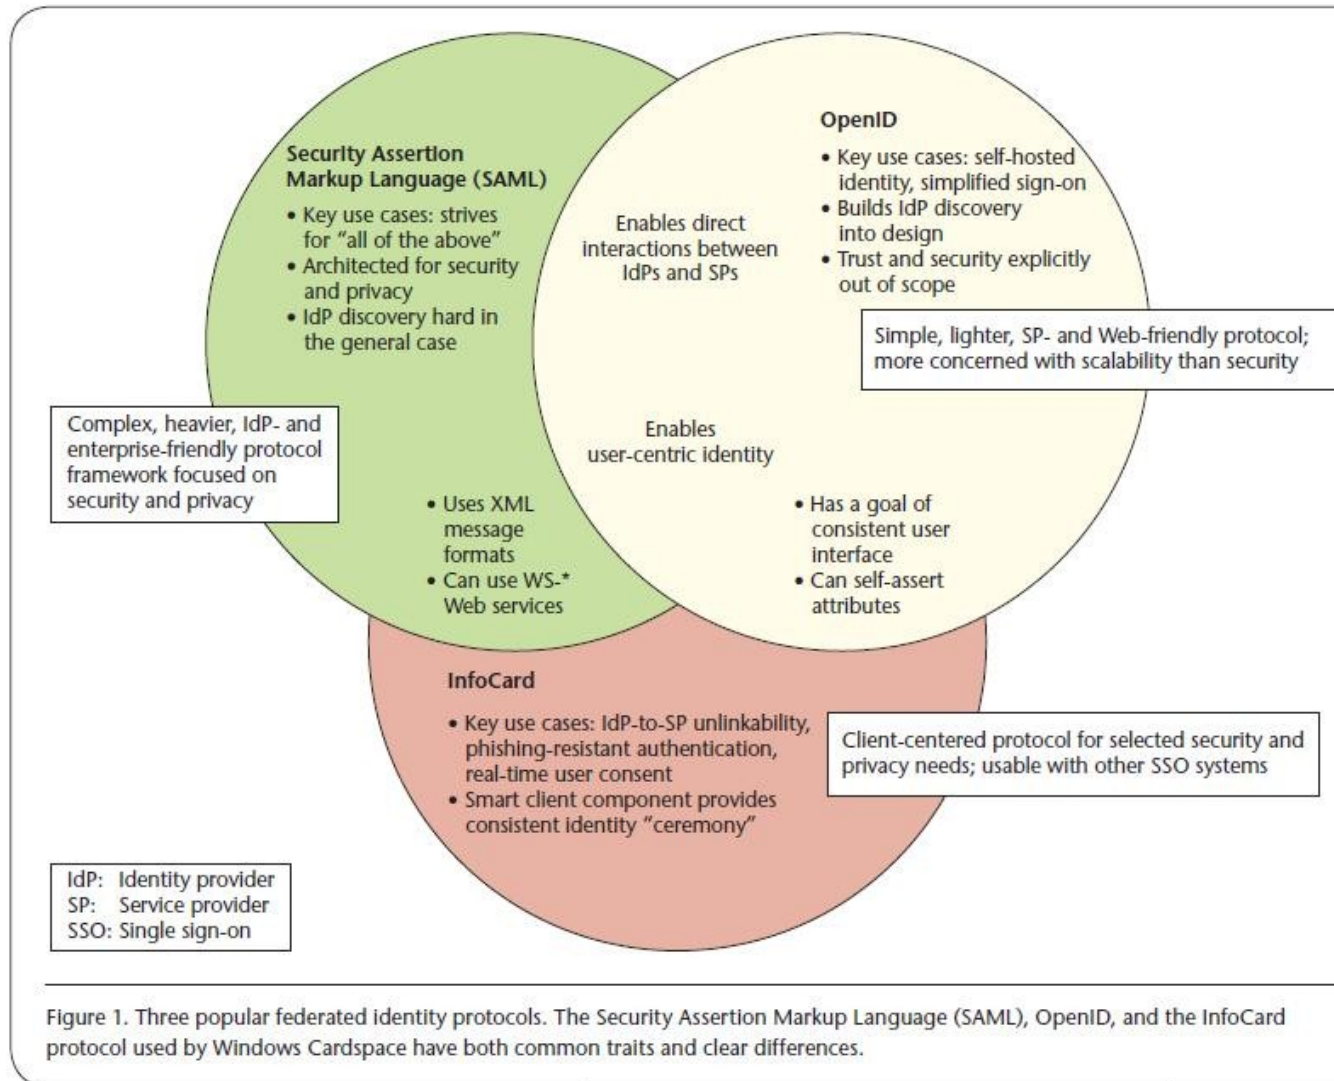 Security Assertion
Markup Language (SAML)
• Key use cases: strives
for “all of the above”
• Architected for security
and privacy
• IdP discovery hard in
the general case
Enables direct
interactions between
IdPs and SPs
OpenID
• Key use cases: self-hosted
identity, simplified sign-on
• Builds IdP discovery
into design
• Trust and security explicitly
out of scope
Simple, lighter, SP- and Web-friendly protocol;
more concerned with scalability than security
Complex, heavier, IdP- and
enterprise-friendly protocol
framework focused on
security and privacy
Enables
user-centric identity
• Uses XML
message
formats
• Can use WS-*
Web services
• Has a goal of
consistent user
interface
• Can self-assert
attributes
InfoCard
• Key use cases: IdP-to-SP unlinkability,
phishing-resistant authentication,
real-time user consent
• Smart client component provides
consistent identity “ceremony”
Client-centered protocol for selected security and
privacy needs; usable with other SSO systems
IdP: Identity provider
SP: Service provider
SSO: Single sign-on
Figure 1. Three popular federated identity protocols. The Security Assertion Markup Language (SAML), OpenID, and the InfoCard
protocol used by Windows Cardspace have both common traits and clear differences.